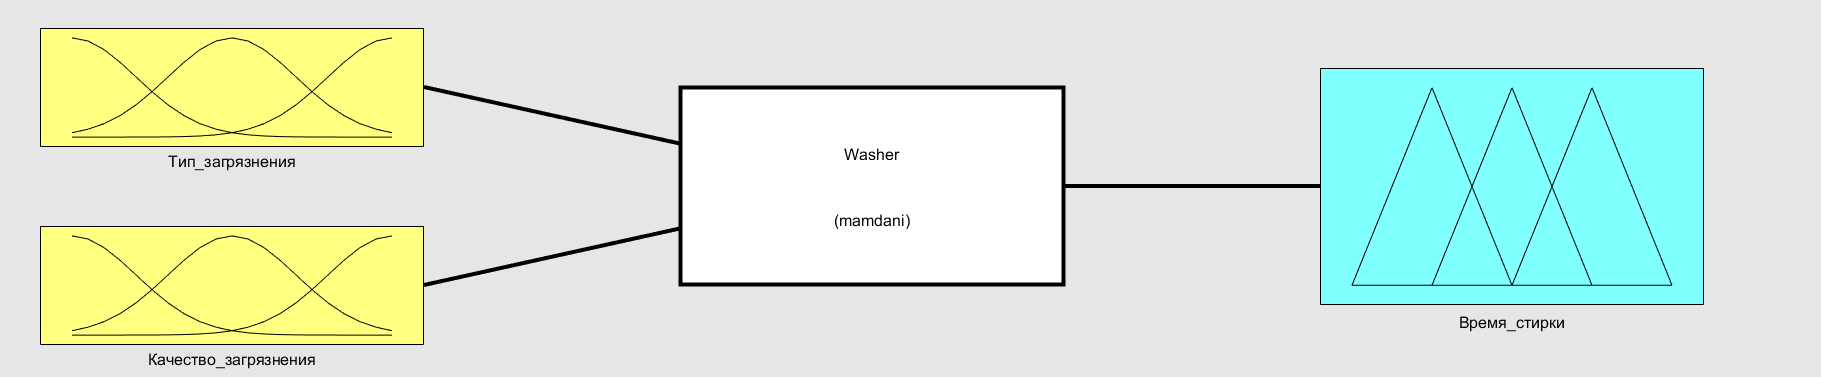 Тип_загрязнения
Качество_загрязнения
Washer
(mamdani)
Время_стирки